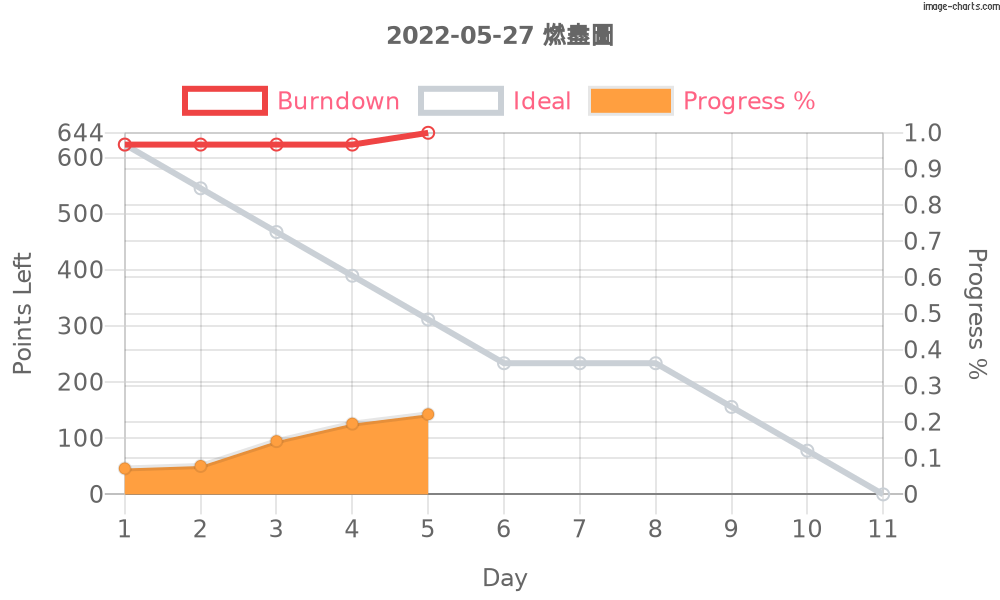 image-charts.com
2022-05-27 燃盡圖
Burndown Ideal Progress %
644
600
500
400
300
200
100
0
Points Left
1.0
0.9
0.8
0.7
0.6
0.5
0.4
0.3
0.2
0.1
0
Progress %
1 2 3 4 5 6 7 8 9 10 11
Day